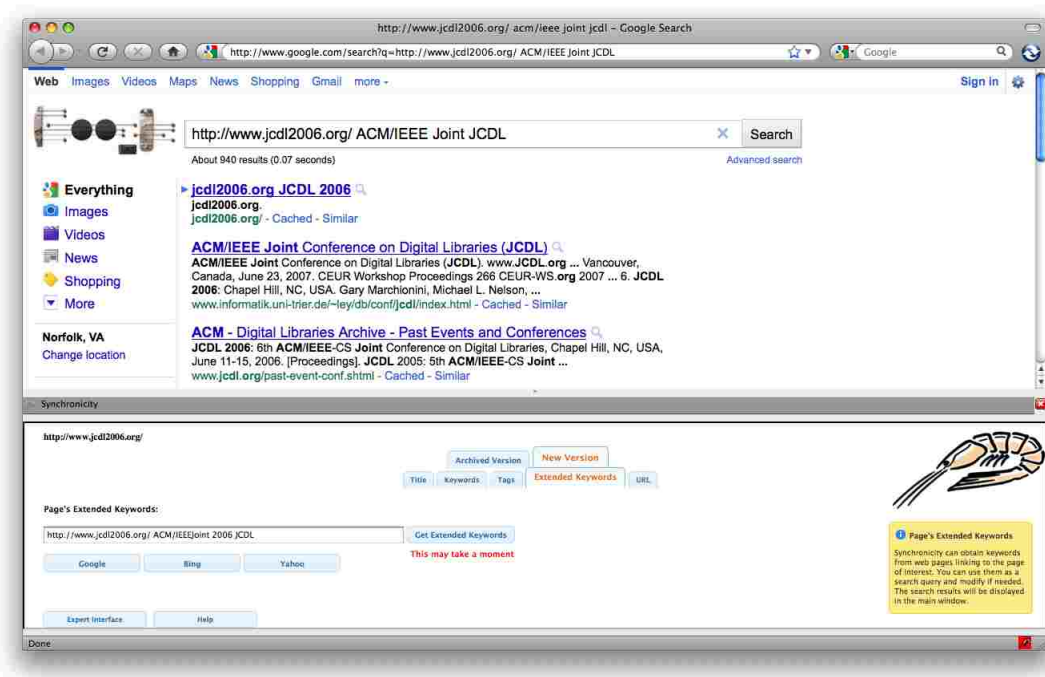 http://www.jcdl2006.org/ acm/ieee joint jcdl – Google Search
http://www.google.com/search?q=http://www.jcdl2006.org/ ACM/IEEE Joint JCDL
Google
Web Images Videos Maps News Shopping Gmail more
Sign in
http://www.jcdl2006.org/ ACM/IEEE Joint JCDL
Search
About 940 results (0.07 seconds)
Advanced search
Everything
Images
Videos
News
Shopping
More
Norfolk, VA
Change location
jcdl2006.org JCDL 2006
jcdl2006.org.
jcdl2006.org/ - Cached - Similar
ACM/IEEE Joint Conference on Digital Libraries (JCDL)
ACM/IEEE Joint Conference on Digital Libraries (JCDL). www.JCDL.org ... Vancouver,
Canada, June 23, 2007. CEUR Workshop Proceedings 266 CEUR-WS.org 2007 ... 6. JCDL
2006: Chapel Hill, NC, USA. Gary Marchionini, Michael L. Nelson, ...
www.informatik.uni-trier.de/~ley/db/conf/jcdl/index.html - Cached - Similar
ACM - Digital Libraries Archive - Past Events and Conferences
JCDL 2006: 6th ACM/IEEE-CS Joint Conference on Digital Libraries, Chapel Hill, NC, USA,
June 11-15, 2006. [Proceedings]. JCDL 2005: 5th ACM/IEEE-CS Joint ...
www.jcdl.org/past-event-conf.shtml - Cached - Similar
Synchronicity
http://www.jcdl2006.org/
Archived Version New Version
Title Keywords Tags Extended Keywords URL
Page's Extended Keywords:
http://www.jcdl2006.org/ ACM/IEEEJoint 2006 JCDL
Get Extended Keywords
This may take a moment
Google Bing Yahoo
Expert Interface Help
Page's Extended Keywords
Synchronicity can obtain keywords
from web pages linking to the page
of interest. You can use them as a
search query and modify if needed.
The search results will be displayed
in the main window.
Done